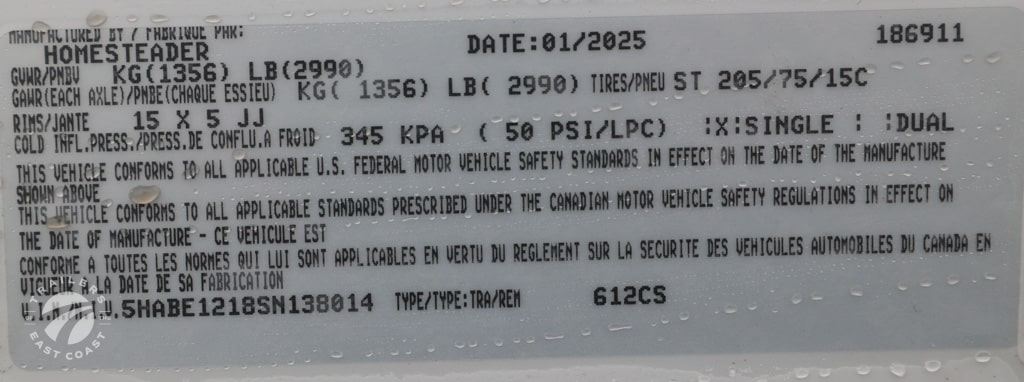 MANUFACTURED BY / FABRIQUE PAR:
HOMESTEADER DATE:01/2025 186911
GVWR/PNBV KG(1356) LB(2990)
GAWR(EACH AXLE)/PNBE(CHAQUE ESSIEU) KG( 1356) LB( 2990) TIRES/PNEU ST 205/75/15C
RIMS/JANTE 15 X 5 JJ
COLD INFL.PRESS./PRESS.DE CONFLU.A FROID 345 KPA ( 50 PSI/LPC) :X:SINGLE : :DUAL
THIS VEHICLE CONFORMS TO ALL APPLICABLE U.S. FEDERAL MOTOR VEHICLE SAFETY STANDARDS IN EFFECT ON THE DATE OF THE MANUFACTURE
SHOWN ABOVE
THIS VEHICLE CONFORMS TO ALL APPLICABLE STANDARDS PRESCRIBED UNDER THE CANADIAN MOTOR VEHICLE SAFETY REGULATIONS IN EFFECT ON
THE DATE OF MANUFACTURE - CE VEHICULE EST
CONFORME A TOUTES LES NORMES QUI LUI SONT APPLICABLES EN VERTU DU REGLEMENT SUR LA SECURITE DES VEHICULES AUTOMOBILES DU CANADA EN
VIGUEUR A LA DATE DE SA FABRICATION
V.I.N./N.I.V.5HABE1218SN138014 TYPE/TYPE:TRA/REM 612CS
TRAILERS
EAST COAST